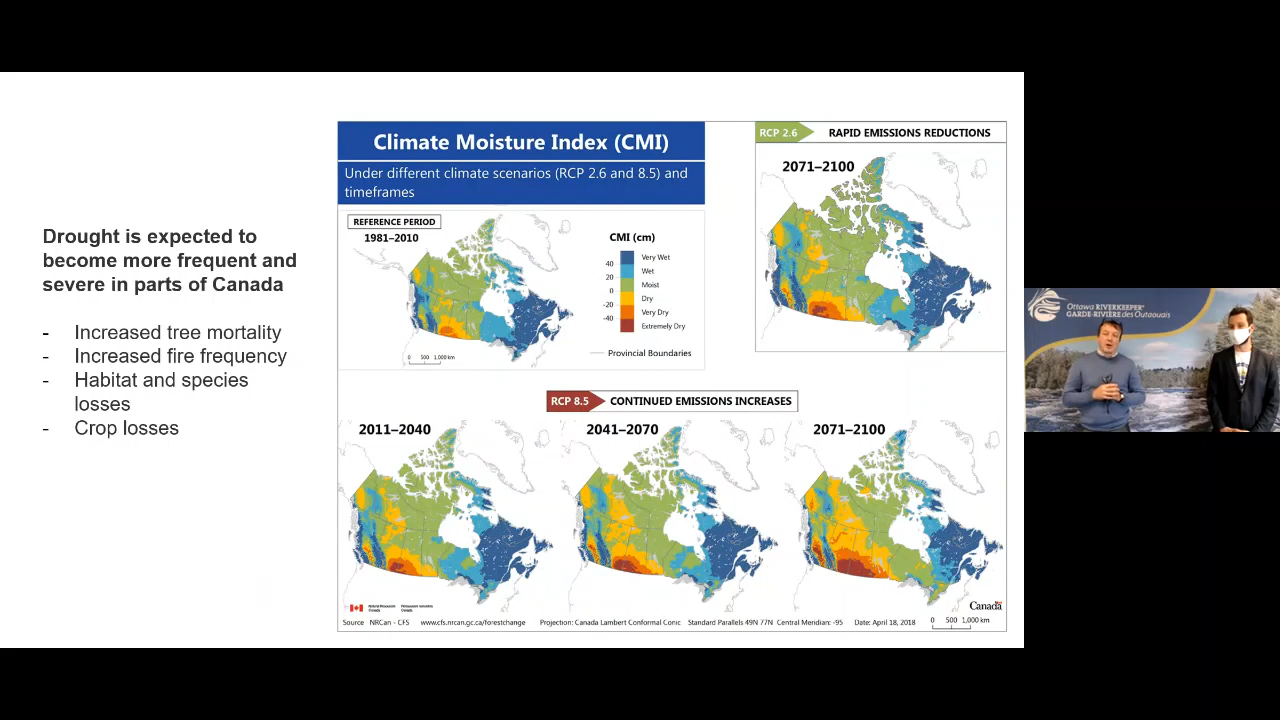 Drought is expected to
become more frequent and
severe in parts of Canada
- Increased tree mortality
- Increased fire frequency
- Habitat and species
losses
- Crop losses
Climate Moisture Index (CMI)
Under different climate scenarios (RCP 2.6 and 8.5) and
timeframes
REFERENCE PERIOD
1981–2010
CMI (cm)
Very Wet
40
Wet
20
Moist
0
Dry
-20
Very Dry
-40
Extremely Dry
Provincial Boundaries
0 500 1,000 km
RCP 2.6 RAPID EMISSIONS REDUCTIONS
2071–2100
RCP 8.5 CONTINUED EMISSIONS INCREASES
2011–2040
2041–2070
2071–2100
Natural Resources Canada
Ressources naturelles Canada
Canada
Source NRCan - CFS www.cfs.nrcan.gc.ca/forestchange Projection: Canada Lambert Conformal Conic Standard Parallels 49N 77N Central Meridian: -95 Date: April 18, 2018
0 500 1,000 km
Ottawa RIVERKEEPER
GARDE-RIVIÈRE des Outaouais